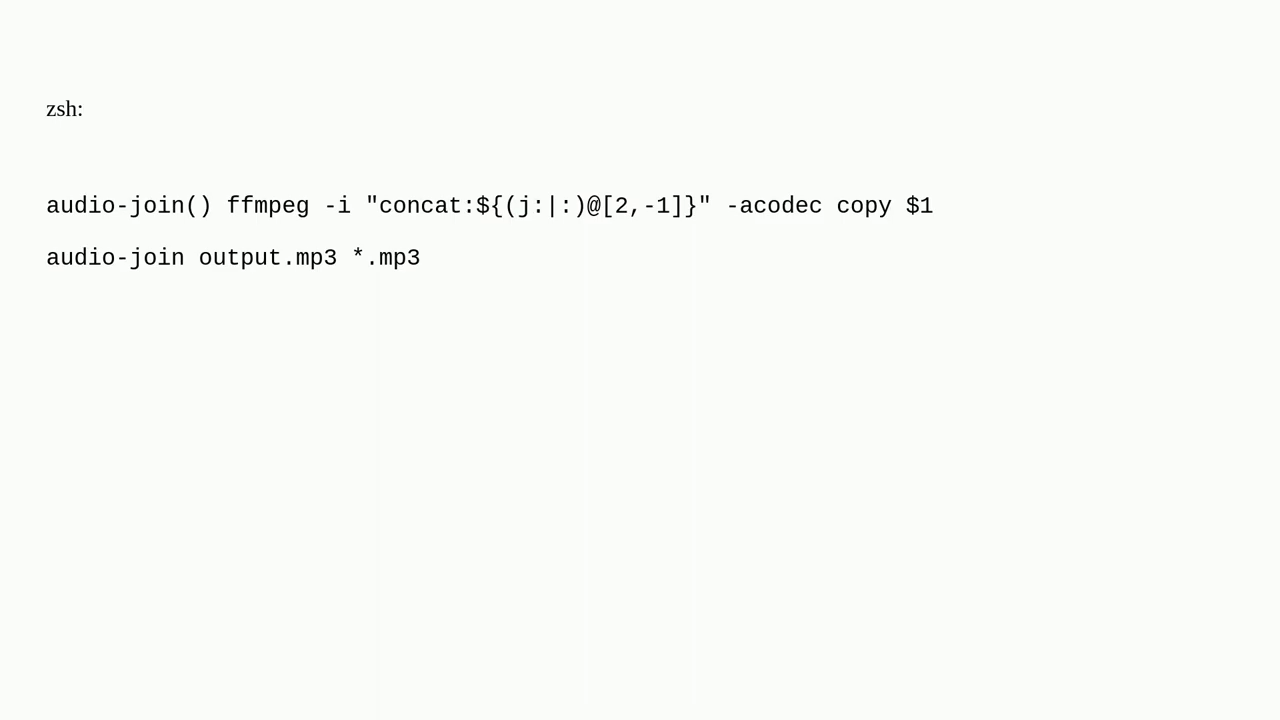 zsh:
audio-join() ffmpeg -i "concat:${(j:|:)@[2,-1]}" -acodec copy $1
audio-join output.mp3 *.mp3